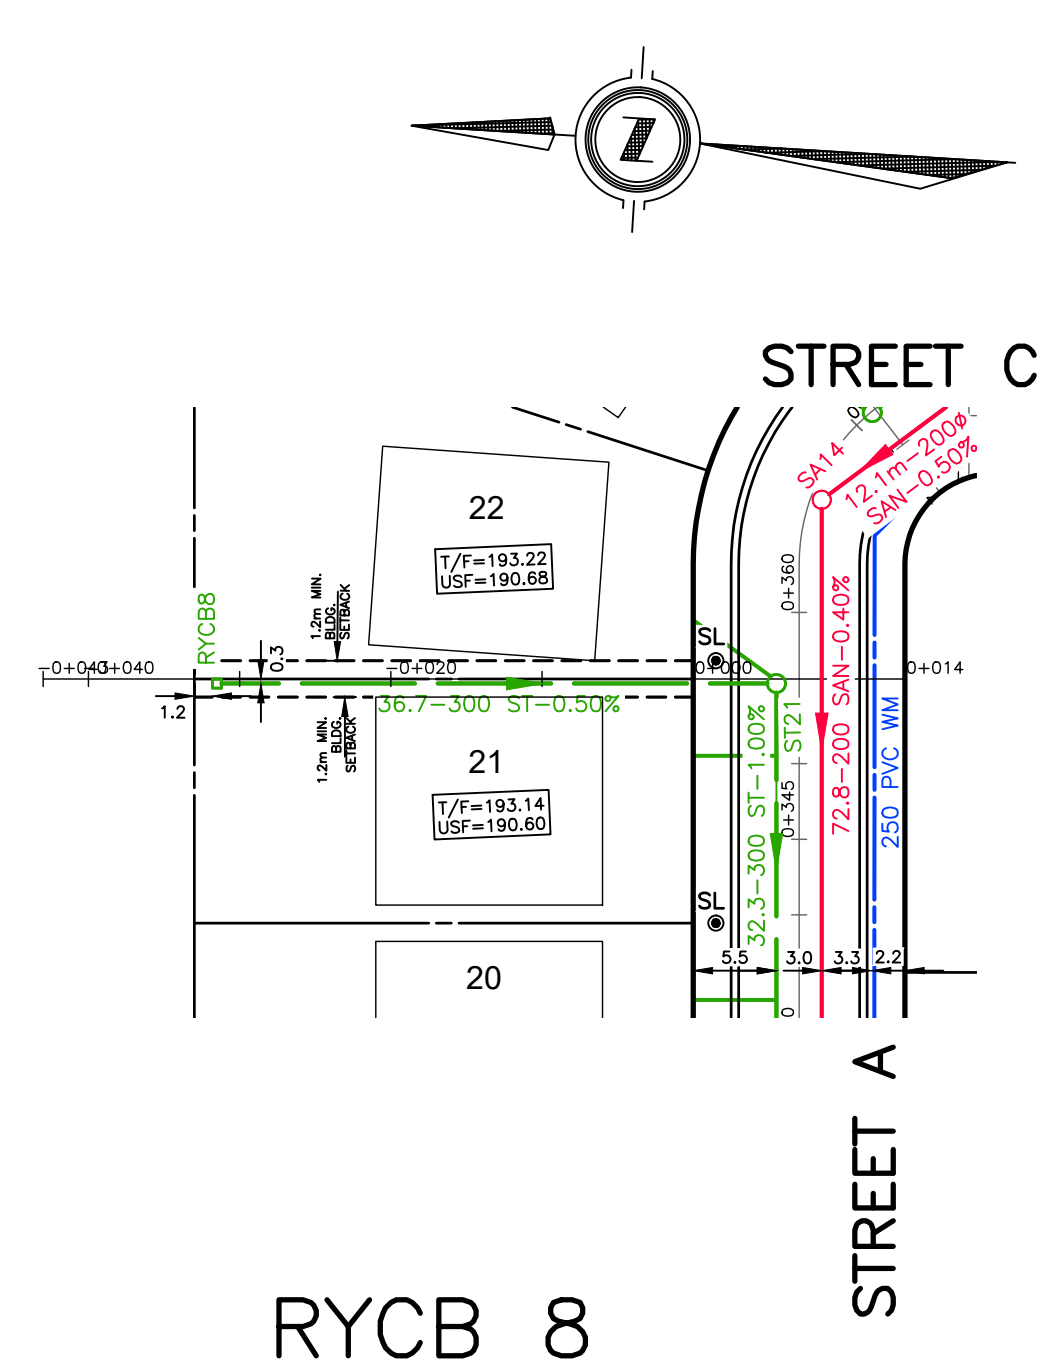 Z
STREET C
0
SA14
12.1m-200ø
SAN-0.50%
22
T/F=193.22
USF=190.68
RYCB8
1.2m MIN.
BLDG.
SETBACK
0.3
SL
0+360
72.8-200 SAN-0.40%
-0+043
-0+040
-0+020
0+000
0+014
1.2
36.7-300 ST-0.50%
1.2m MIN.
BLDG.
SETBACK
21
T/F=193.14
USF=190.60
32.3-300 ST-1.00%
ST21
0+345
250 PVC WM
SL
5.5
3.0
3.3
2.2
20
0
STREET A
RYCB 8